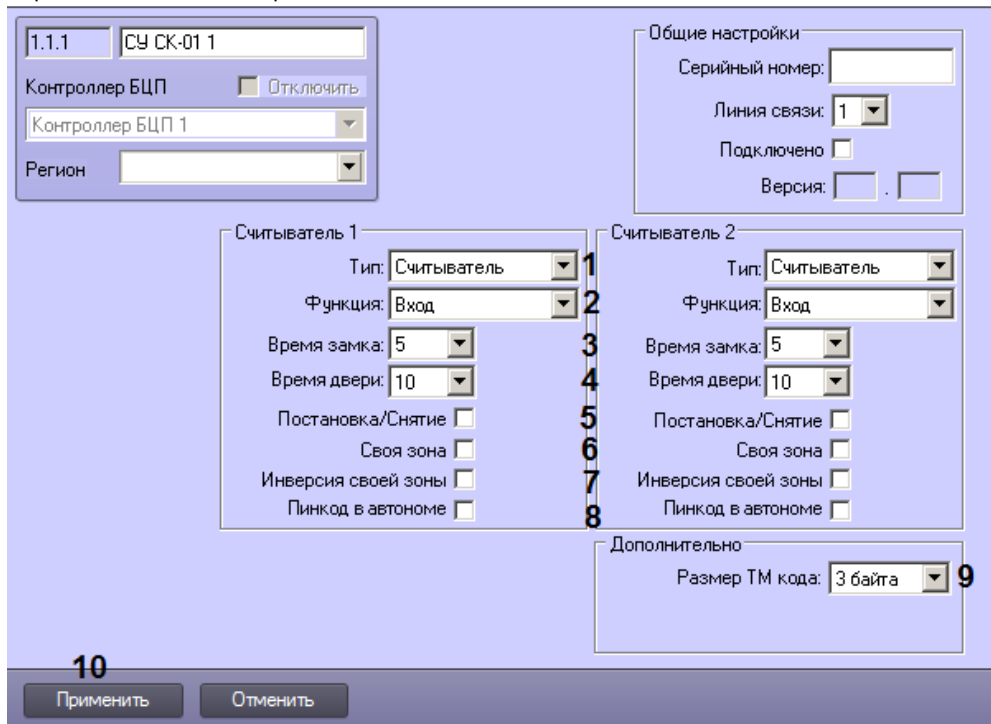 1.1.1 СУ СК-01 1
Контроллер БЦП Отключить
Контроллер БЦП 1
Регион
Общие настройки
Серийный номер:
Линия связи: 1
Подключено
Версия: .
Считыватель 1
Тип: Считыватель 1
Функция: Вход 2
Время замка: 5 3
Время двери: 10 4
Постановка/Снятие 5
Своя зона 6
Инверсия своей зоны 7
Пинкод в автономе 8
Считыватель 2
Тип: Считыватель
Функция: Вход
Время замка: 5
Время двери: 10
Постановка/Снятие
Своя зона
Инверсия своей зоны
Пинкод в автономе
Дополнительно
Размер ТМ кода: 3 байта 9
10
Применить Отменить